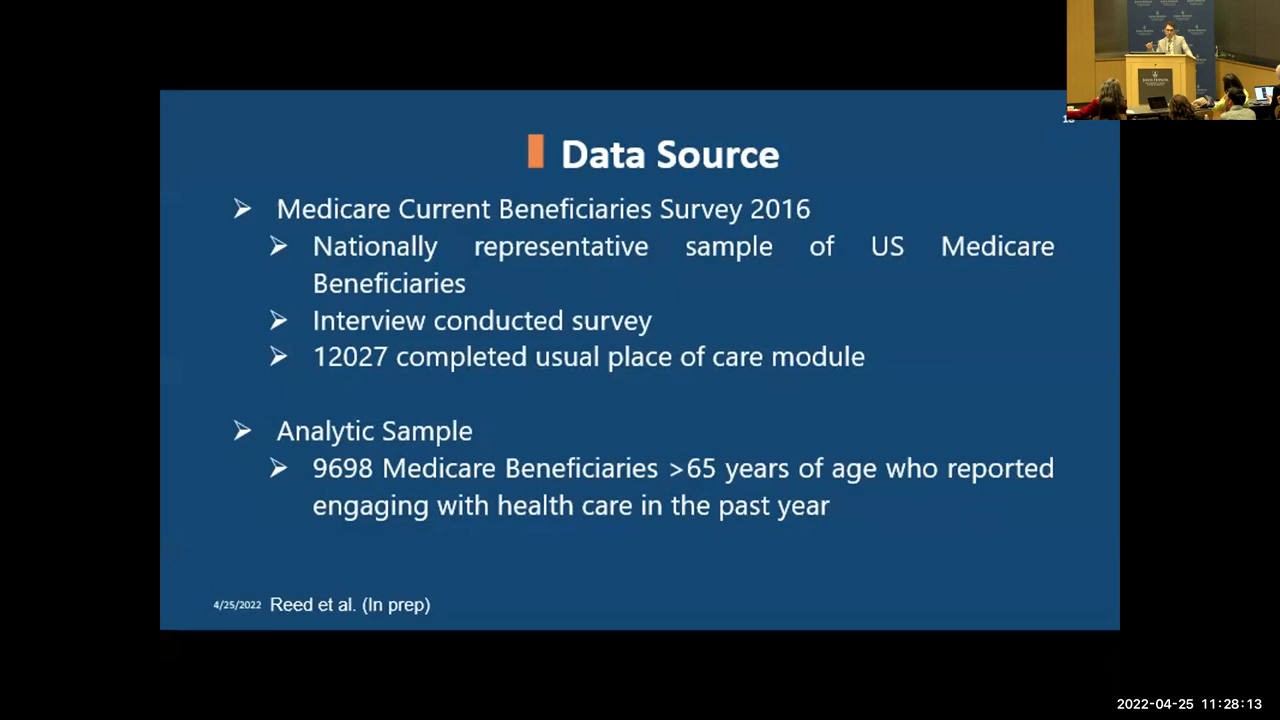 Data Source
Medicare Current Beneficiaries Survey 2016
Nationally representative sample of US Medicare
Beneficiaries
Interview conducted survey
12027 completed usual place of care module
Analytic Sample
9698 Medicare Beneficiaries >65 years of age who reported
engaging with health care in the past year
4/25/2022 Reed et al. (In prep)
2022-04-25 11:28:13